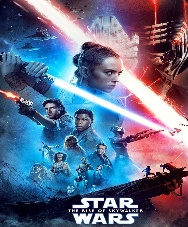 STAR
THE RISE OF SKYWALKER
WARS